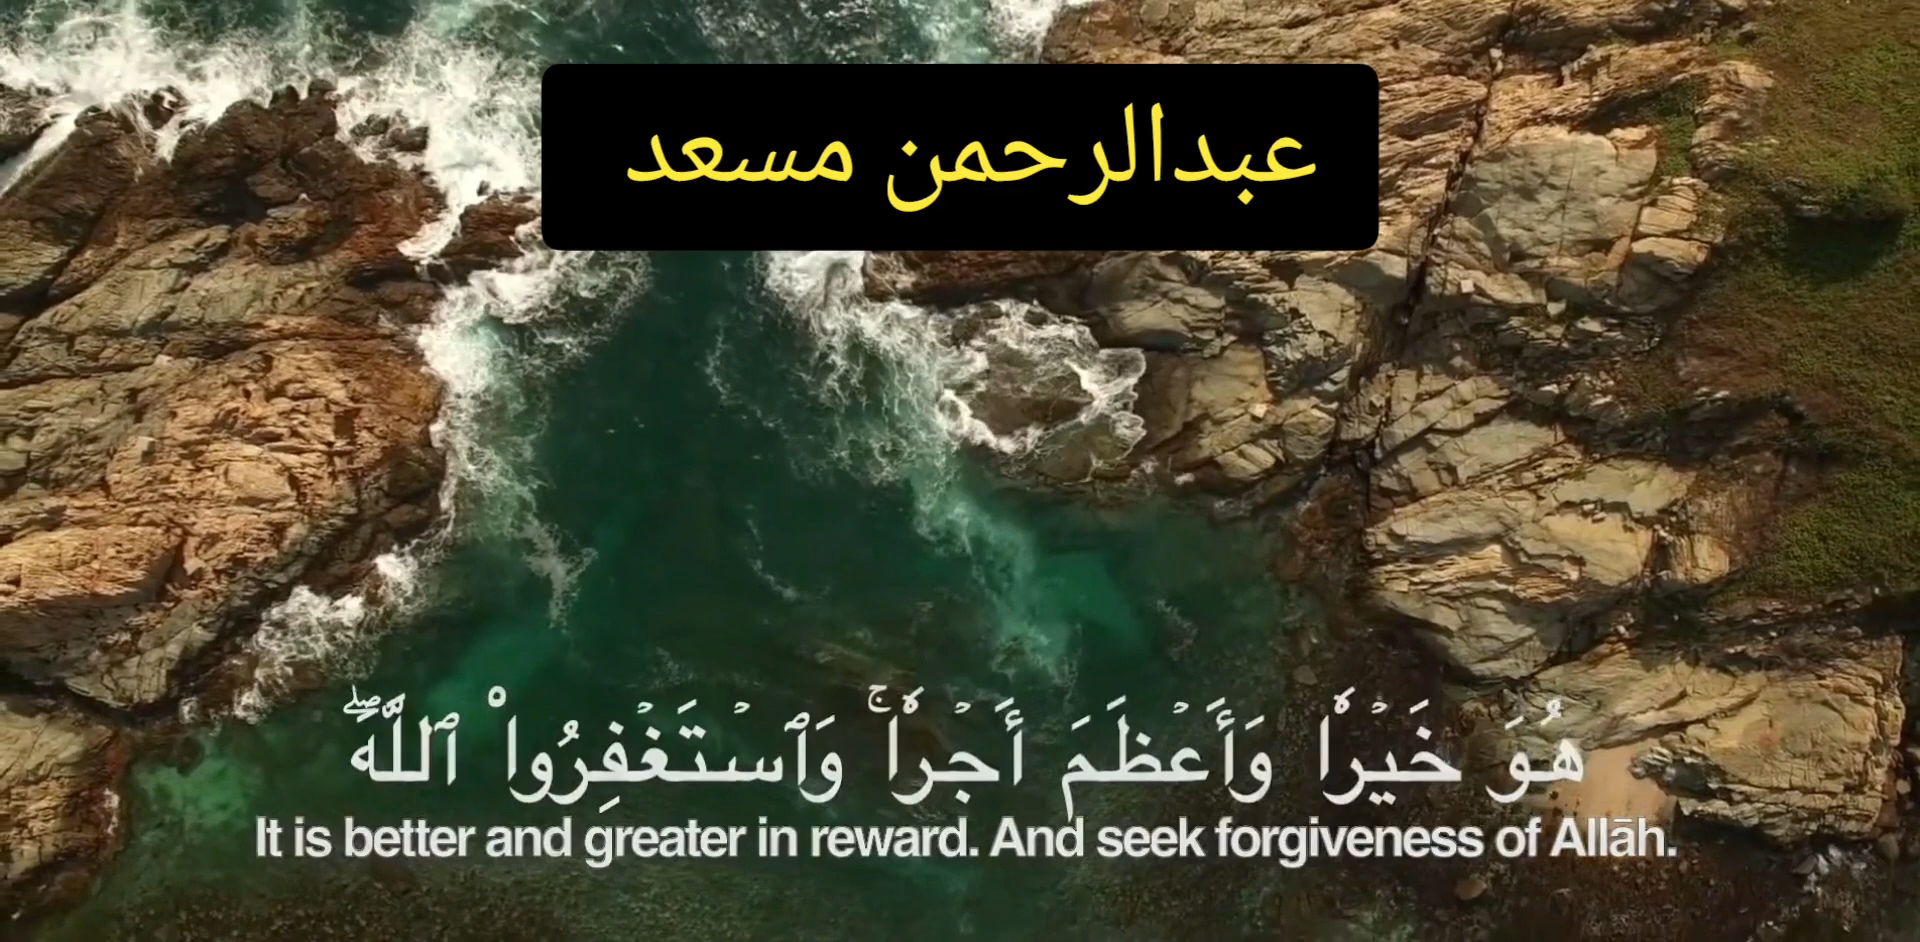 عبدالرحمن مسعد
هُوَ خَيۡرٗا وَأَعۡظَمَ أَجۡرٗاۚ وَٱسۡتَغۡفِرُواْ ٱللَّهَۖ
It is better and greater in reward. And seek forgiveness of Allāh.